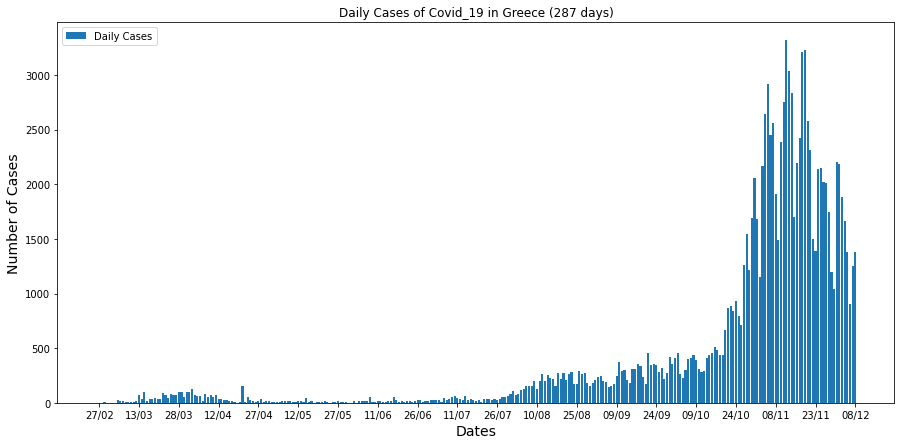 Daily Cases of Covid_19 in Greece (287 days)
Daily Cases
Number of Cases
3000
2500
2000
1500
1000
500
0
27/02 13/03 28/03 12/04 27/04 12/05 27/05 11/06 26/06 11/07 26/07 10/08 25/08 09/09 24/09 09/10 24/10 08/11 23/11 08/12
Dates